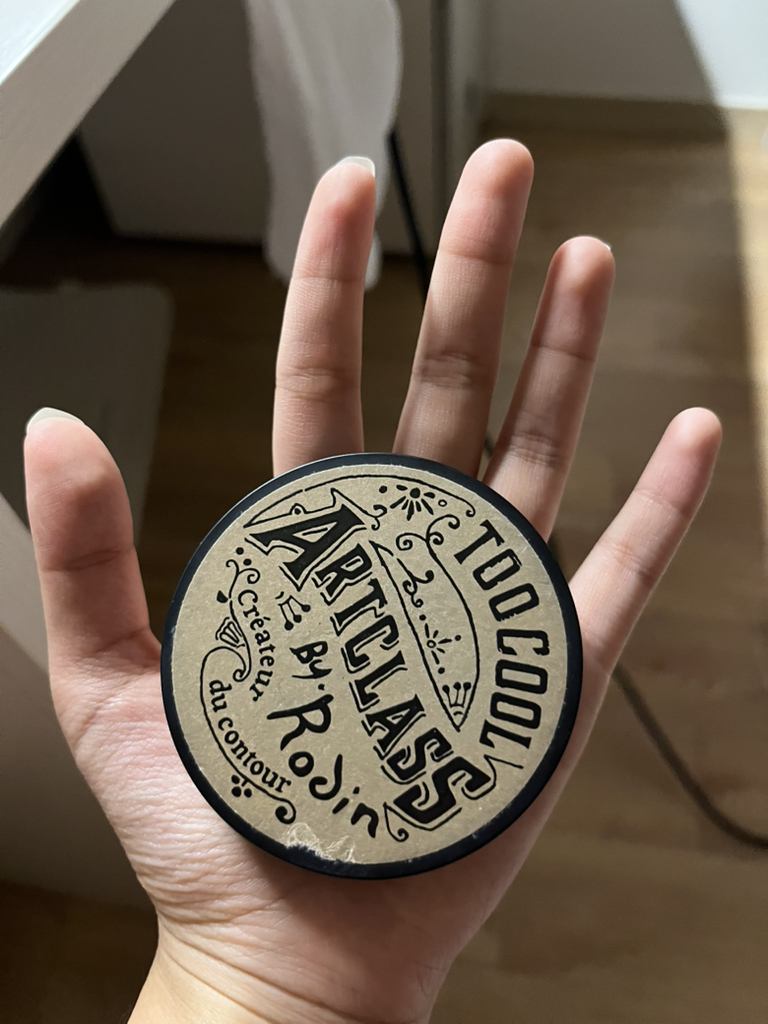 TOO COOL
ARTCLASS
BY. Rodin
Créateur
du contour